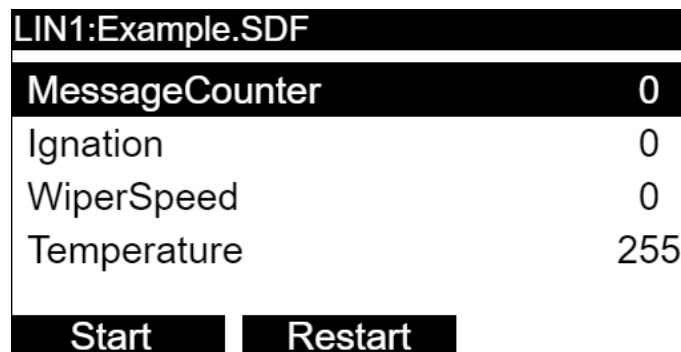 LIN1:Example.SDF
MessageCounter 0
Ignation 0
WiperSpeed 0
Temperature 255
Start Restart